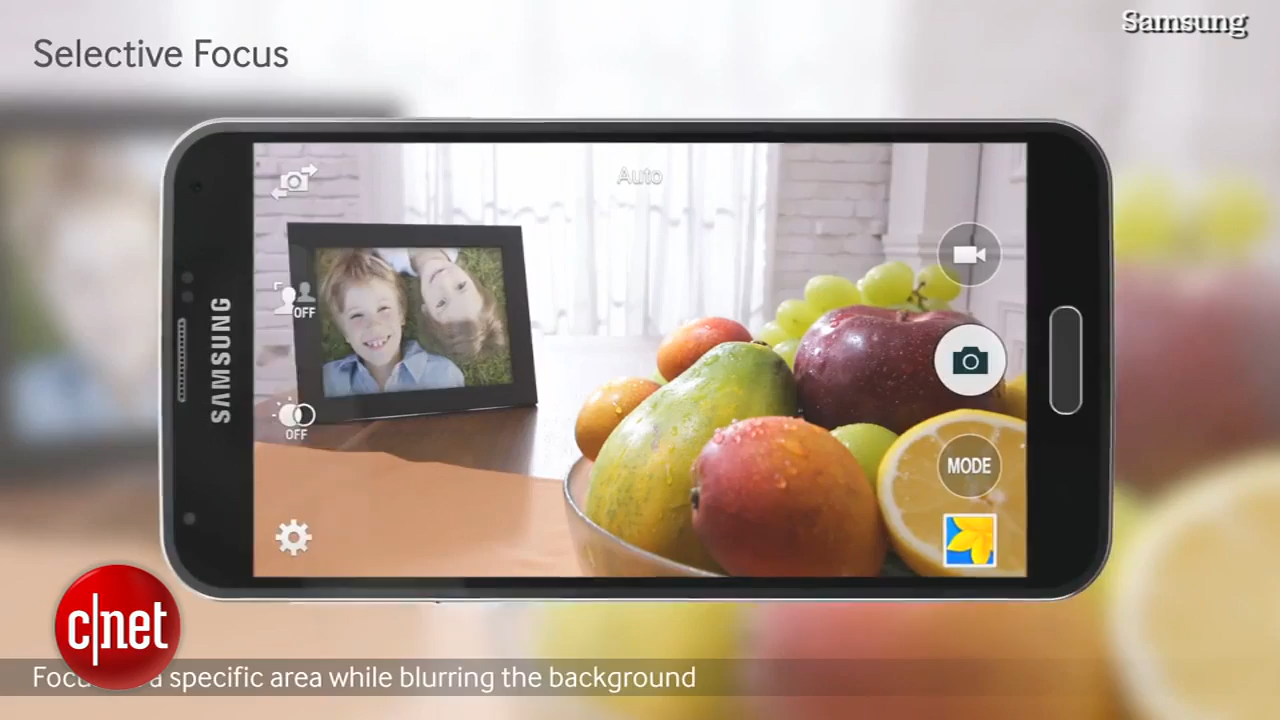 Selective Focus
Samsung
Auto
SAMSUNG
OFF
OFF
MODE
c|net
a specific area while blurring the background